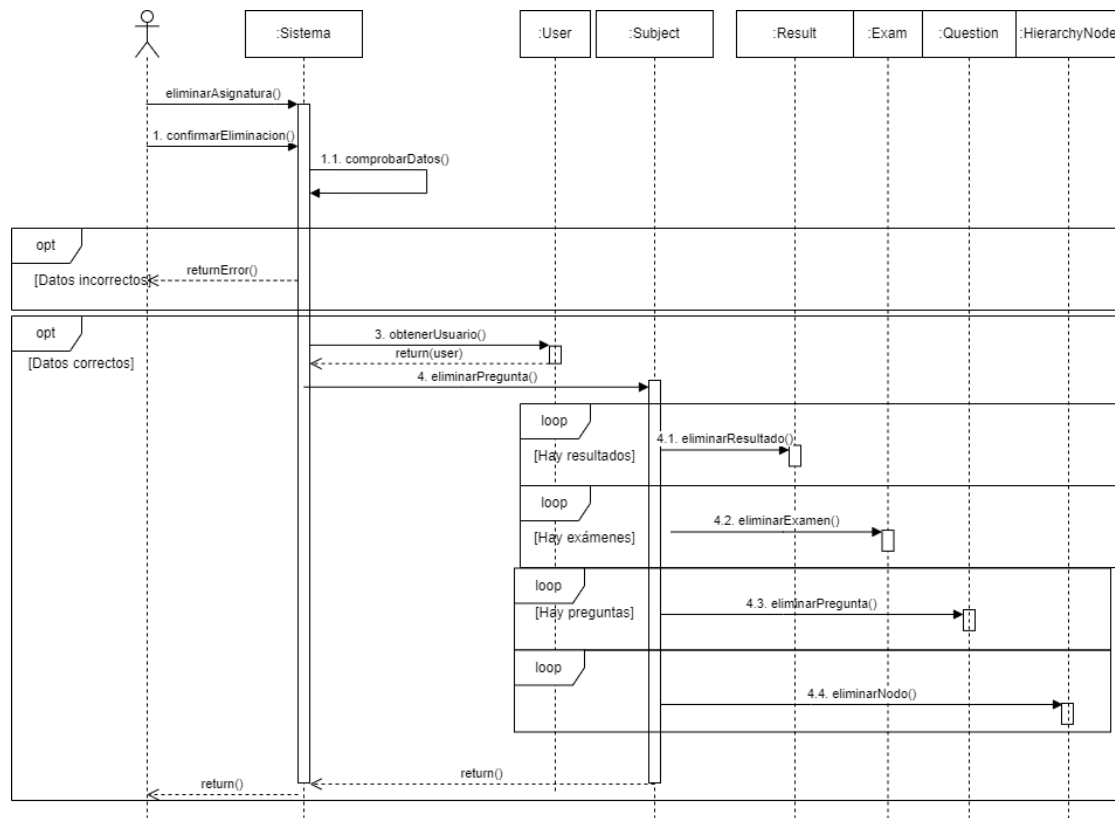 :Sistema
:User
:Subject
:Result
:Exam
:Question
:HierarchyNode
eliminarAsignatura()
1. confirmarEliminacion()
1.1. comprobarDatos()
opt
returnError()
[Datos incorrectos]
opt
3. obtenerUsuario()
return(user)
[Datos correctos]
4. eliminarPregunta()
loop
4.1. eliminarResultado()
[Hay resultados]
loop
4.2. eliminarExamen()
[Hay exámenes]
loop
4.3. eliminarPregunta()
[Hay preguntas]
loop
4.4. eliminarNodo()
return()
return()